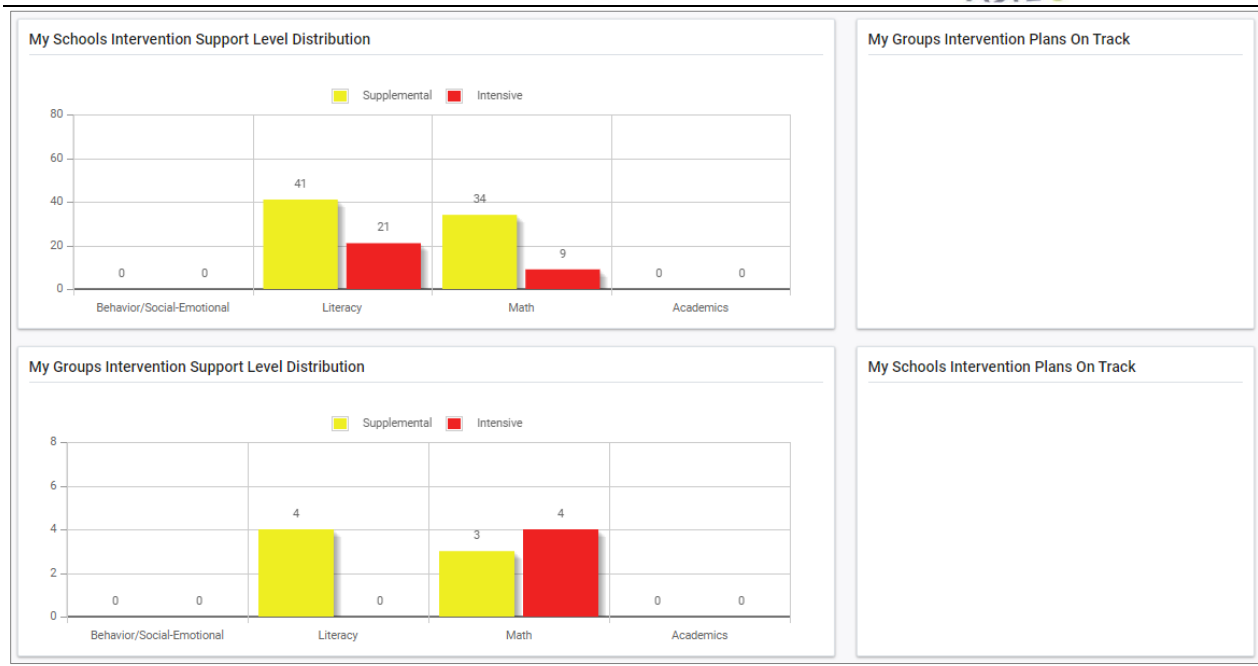 My Schools Intervention Support Level Distribution
Supplemental Intensive
80
60
40
20
0
41
21
34
9
0 0
0 0
Behavior/Social-Emotional Literacy Math Academics
My Groups Intervention Plans On Track
My Groups Intervention Support Level Distribution
Supplemental Intensive
8
6
4
2
0
4
3
4
0 0 0 0 0
Behavior/Social-Emotional Literacy Math Academics
My Schools Intervention Plans On Track